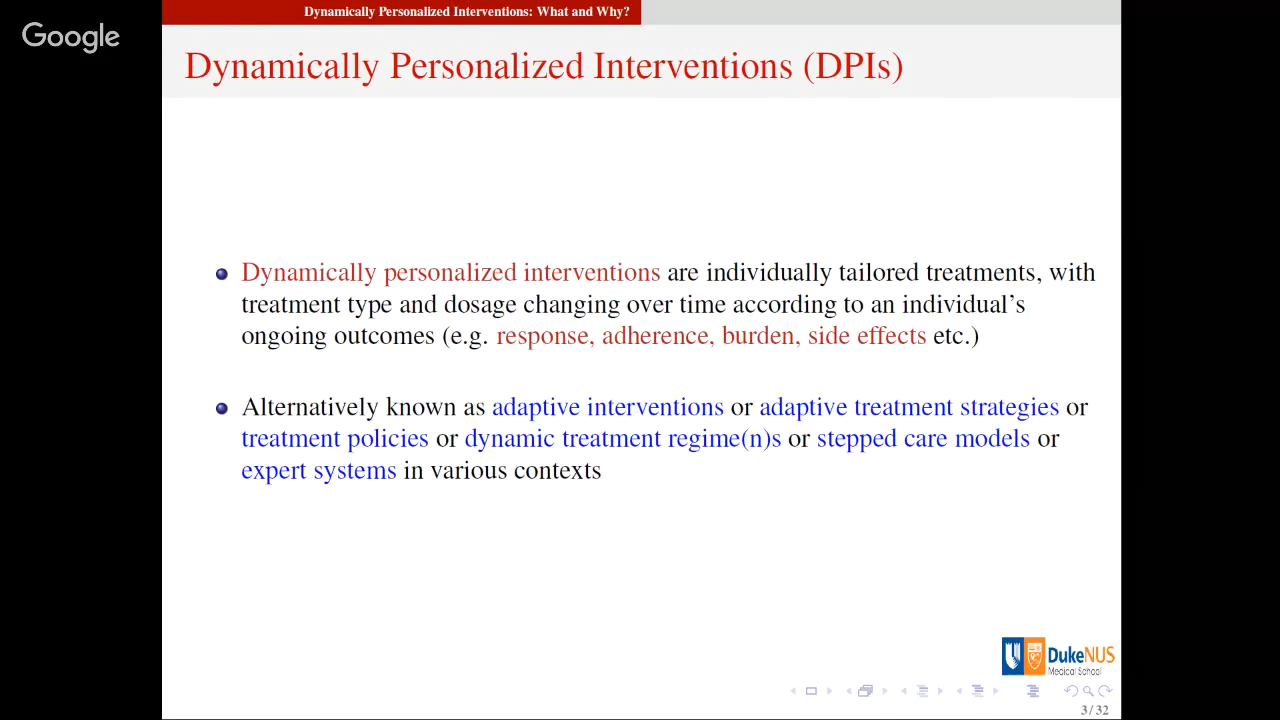 Google
Dynamically Personalized Interventions: What and Why?
Dynamically Personalized Interventions (DPIs)
Dynamically personalized interventions are individually tailored treatments, with
treatment type and dosage changing over time according to an individual's
ongoing outcomes (e.g. response, adherence, burden, side effects etc.)
Alternatively known as adaptive interventions or adaptive treatment strategies or
treatment policies or dynamic treatment regime(n)s or stepped care models or
expert systems in various contexts
DukeNUS
Medical School
3/32